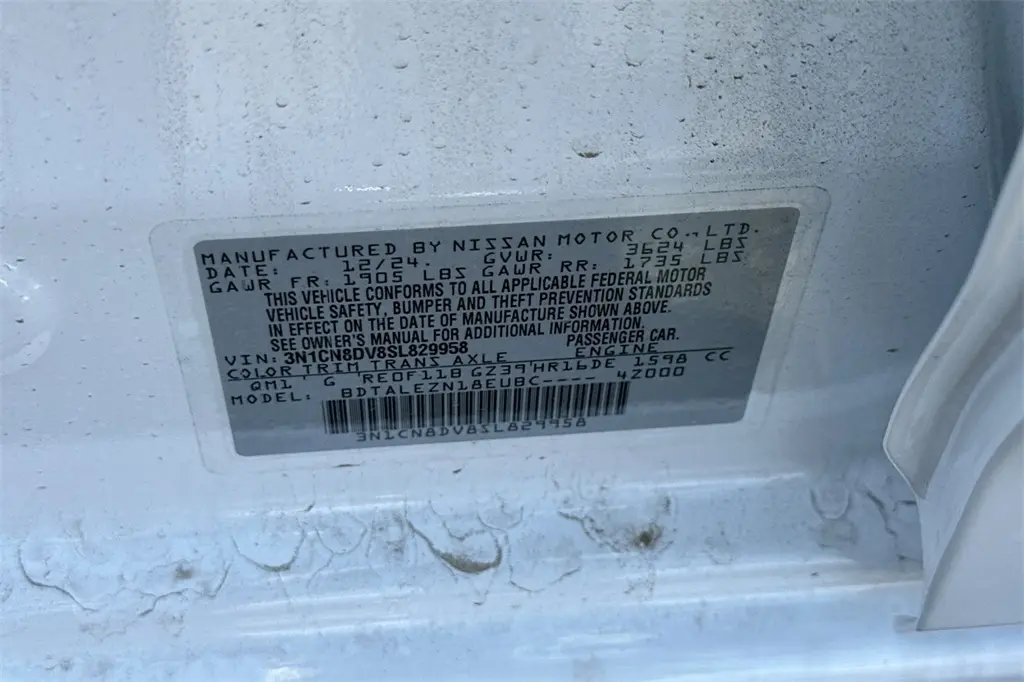 MANUFACTURED BY NISSAN MOTOR CO., LTD.
DATE: 12/24. GVWR: 3624 LBS
GAWR FR: 1905 LBS GAWR RR: 1735 LBS
THIS VEHICLE CONFORMS TO ALL APPLICABLE FEDERAL MOTOR
VEHICLE SAFETY, BUMPER AND THEFT PREVENTION STANDARDS
IN EFFECT ON THE DATE OF MANUFACTURE SHOWN ABOVE.
SEE OWNER'S MANUAL FOR ADDITIONAL INFORMATION.
VIN: 3N1CN8DV8SL829958 PASSENGER CAR.
COLOR TRIM TRANS AXLE ENGINE
QM1 G RE0F11B GZ39 HR16DE 1598 CC
MODEL: BDTALEZN18EUBC---- 4Z000
3N1CN8DV8SL829958